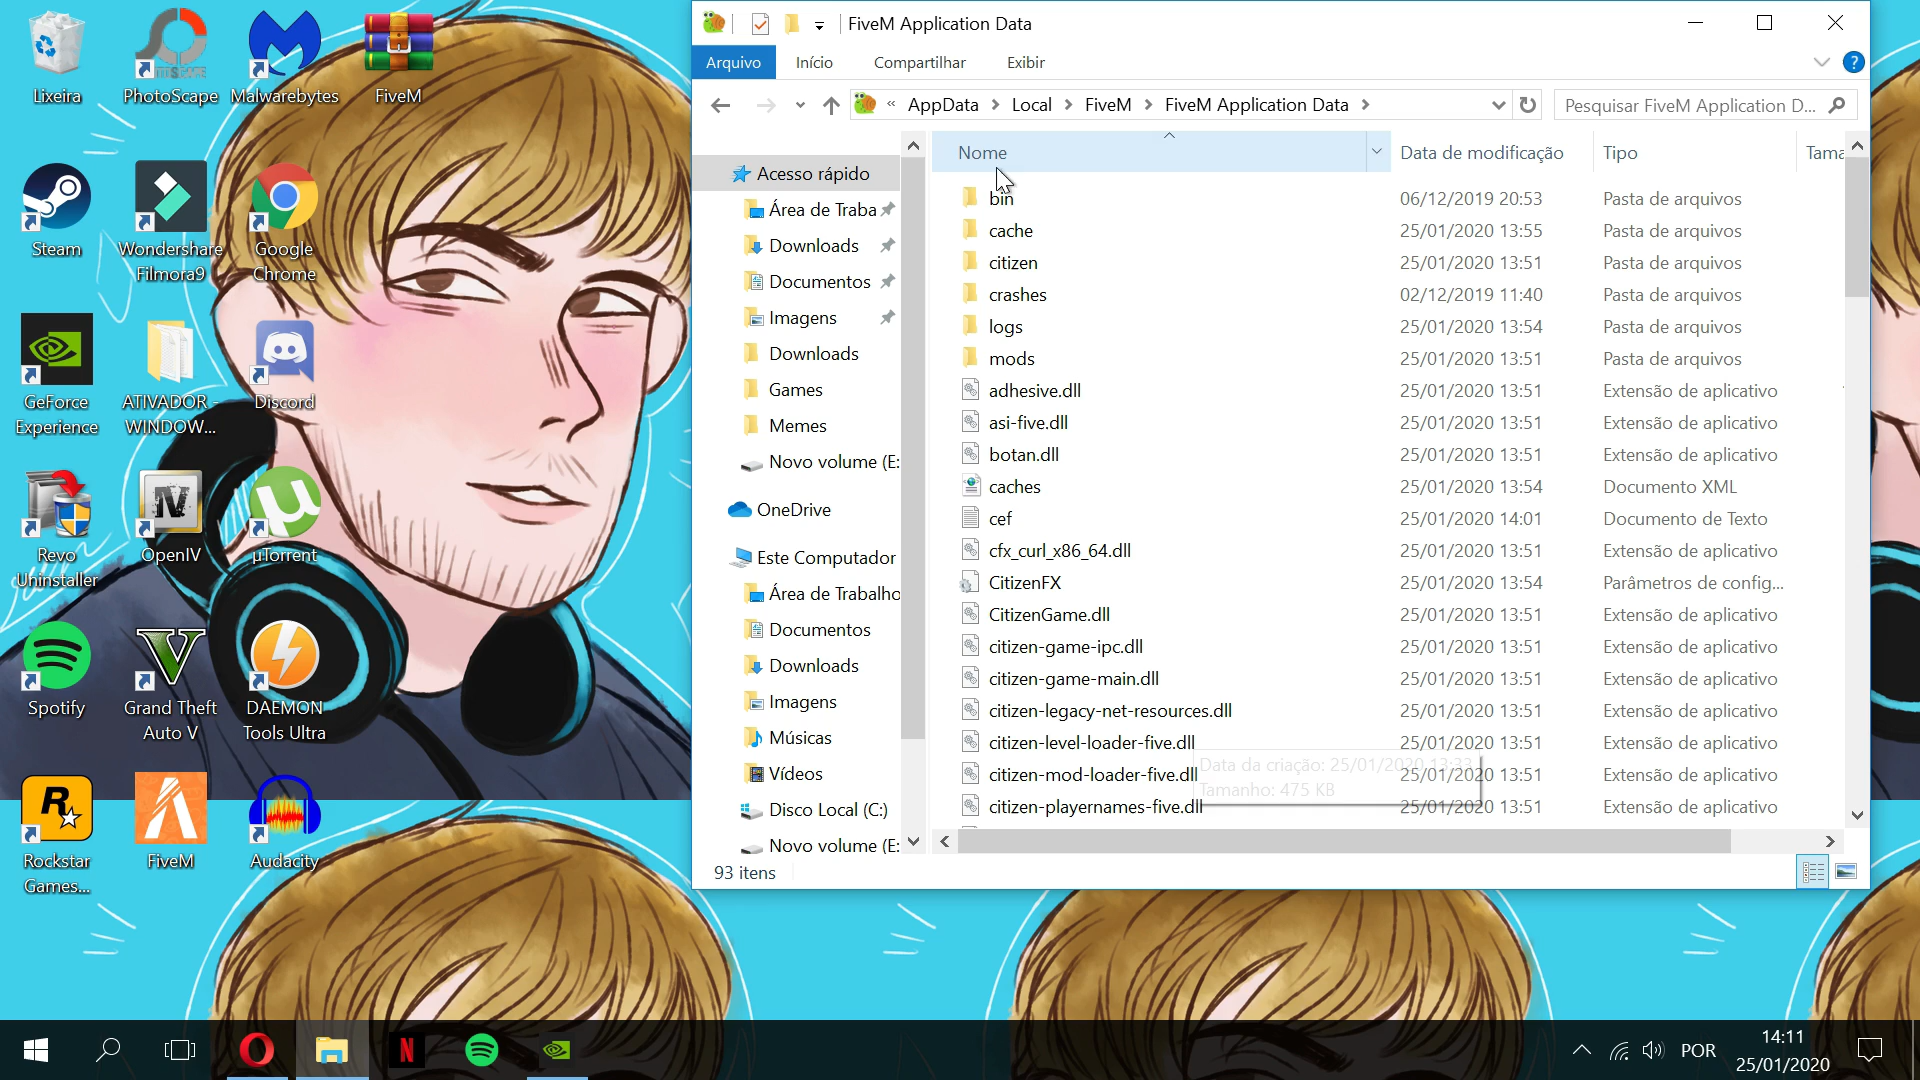 Lixeira
PhotoScape
Malwarebytes
FiveM
Steam
Wondershare
Filmora9
Google
Chrome
GeForce
Experience
ATIVADOR -
WINDOW...
Discord
Revo
Uninstaller
OpenIV
µTorrent
Spotify
Grand Theft
Auto V
DAEMON
Tools Ultra
Rockstar
Games...
FiveM
Audacity
FiveM Application Data
Arquivo
Início
Compartilhar
Exibir
« AppData > Local > FiveM > FiveM Application Data >
Pesquisar FiveM Application D...
Acesso rápido
Área de Traba
Downloads
Documentos
Imagens
Downloads
Games
Memes
Novo volume (E:
OneDrive
Este Computador
Área de Trabalho
Documentos
Downloads
Imagens
Músicas
Vídeos
Disco Local (C:)
Novo volume (E:
Nome Data de modificação Tipo Tama
bin 06/12/2019 20:53 Pasta de arquivos
cache 25/01/2020 13:55 Pasta de arquivos
citizen 25/01/2020 13:51 Pasta de arquivos
crashes 02/12/2019 11:40 Pasta de arquivos
logs 25/01/2020 13:54 Pasta de arquivos
mods 25/01/2020 13:51 Pasta de arquivos
adhesive.dll 25/01/2020 13:51 Extensão de aplicativo
asi-five.dll 25/01/2020 13:51 Extensão de aplicativo
botan.dll 25/01/2020 13:51 Extensão de aplicativo
caches 25/01/2020 13:54 Documento XML
cef 25/01/2020 14:01 Documento de Texto
cfx_curl_x86_64.dll 25/01/2020 13:51 Extensão de aplicativo
CitizenFX 25/01/2020 13:54 Parâmetros de config...
CitizenGame.dll 25/01/2020 13:51 Extensão de aplicativo
citizen-game-ipc.dll 25/01/2020 13:51 Extensão de aplicativo
citizen-game-main.dll 25/01/2020 13:51 Extensão de aplicativo
citizen-legacy-net-resources.dll 25/01/2020 13:51 Extensão de aplicativo
citizen-level-loader-five.dll 25/01/2020 13:51 Extensão de aplicativo
Data da criação: 25/01/2020 13:33
citizen-mod-loader-five.dll 25/01/2020 13:51 Extensão de aplicativo
Tamanho: 475 KB
citizen-playernames-five.dll 25/01/2020 13:51 Extensão de aplicativo
93 itens
POR
14:11
25/01/2020